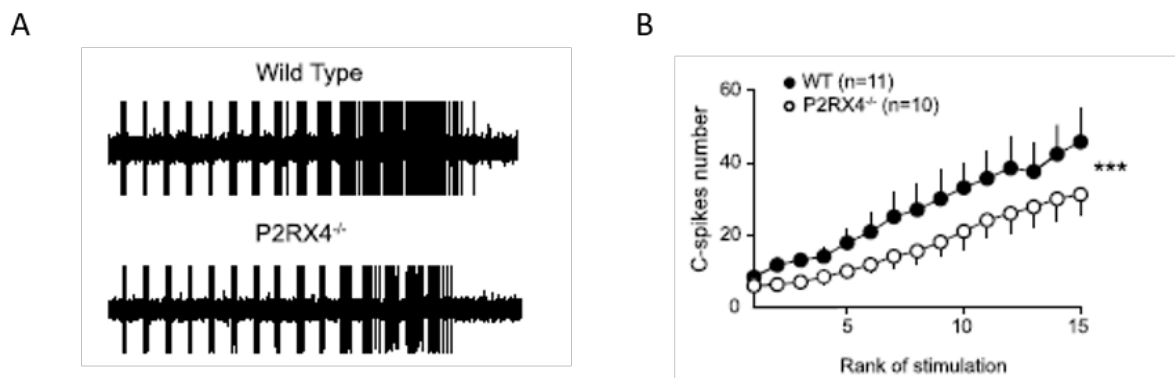 A
Wild Type
P2RX4-/-
B
WT (n=11)
P2RX4-/- (n=10)
C-spikes number
60
40
20
0
***
5
10
15
Rank of stimulation